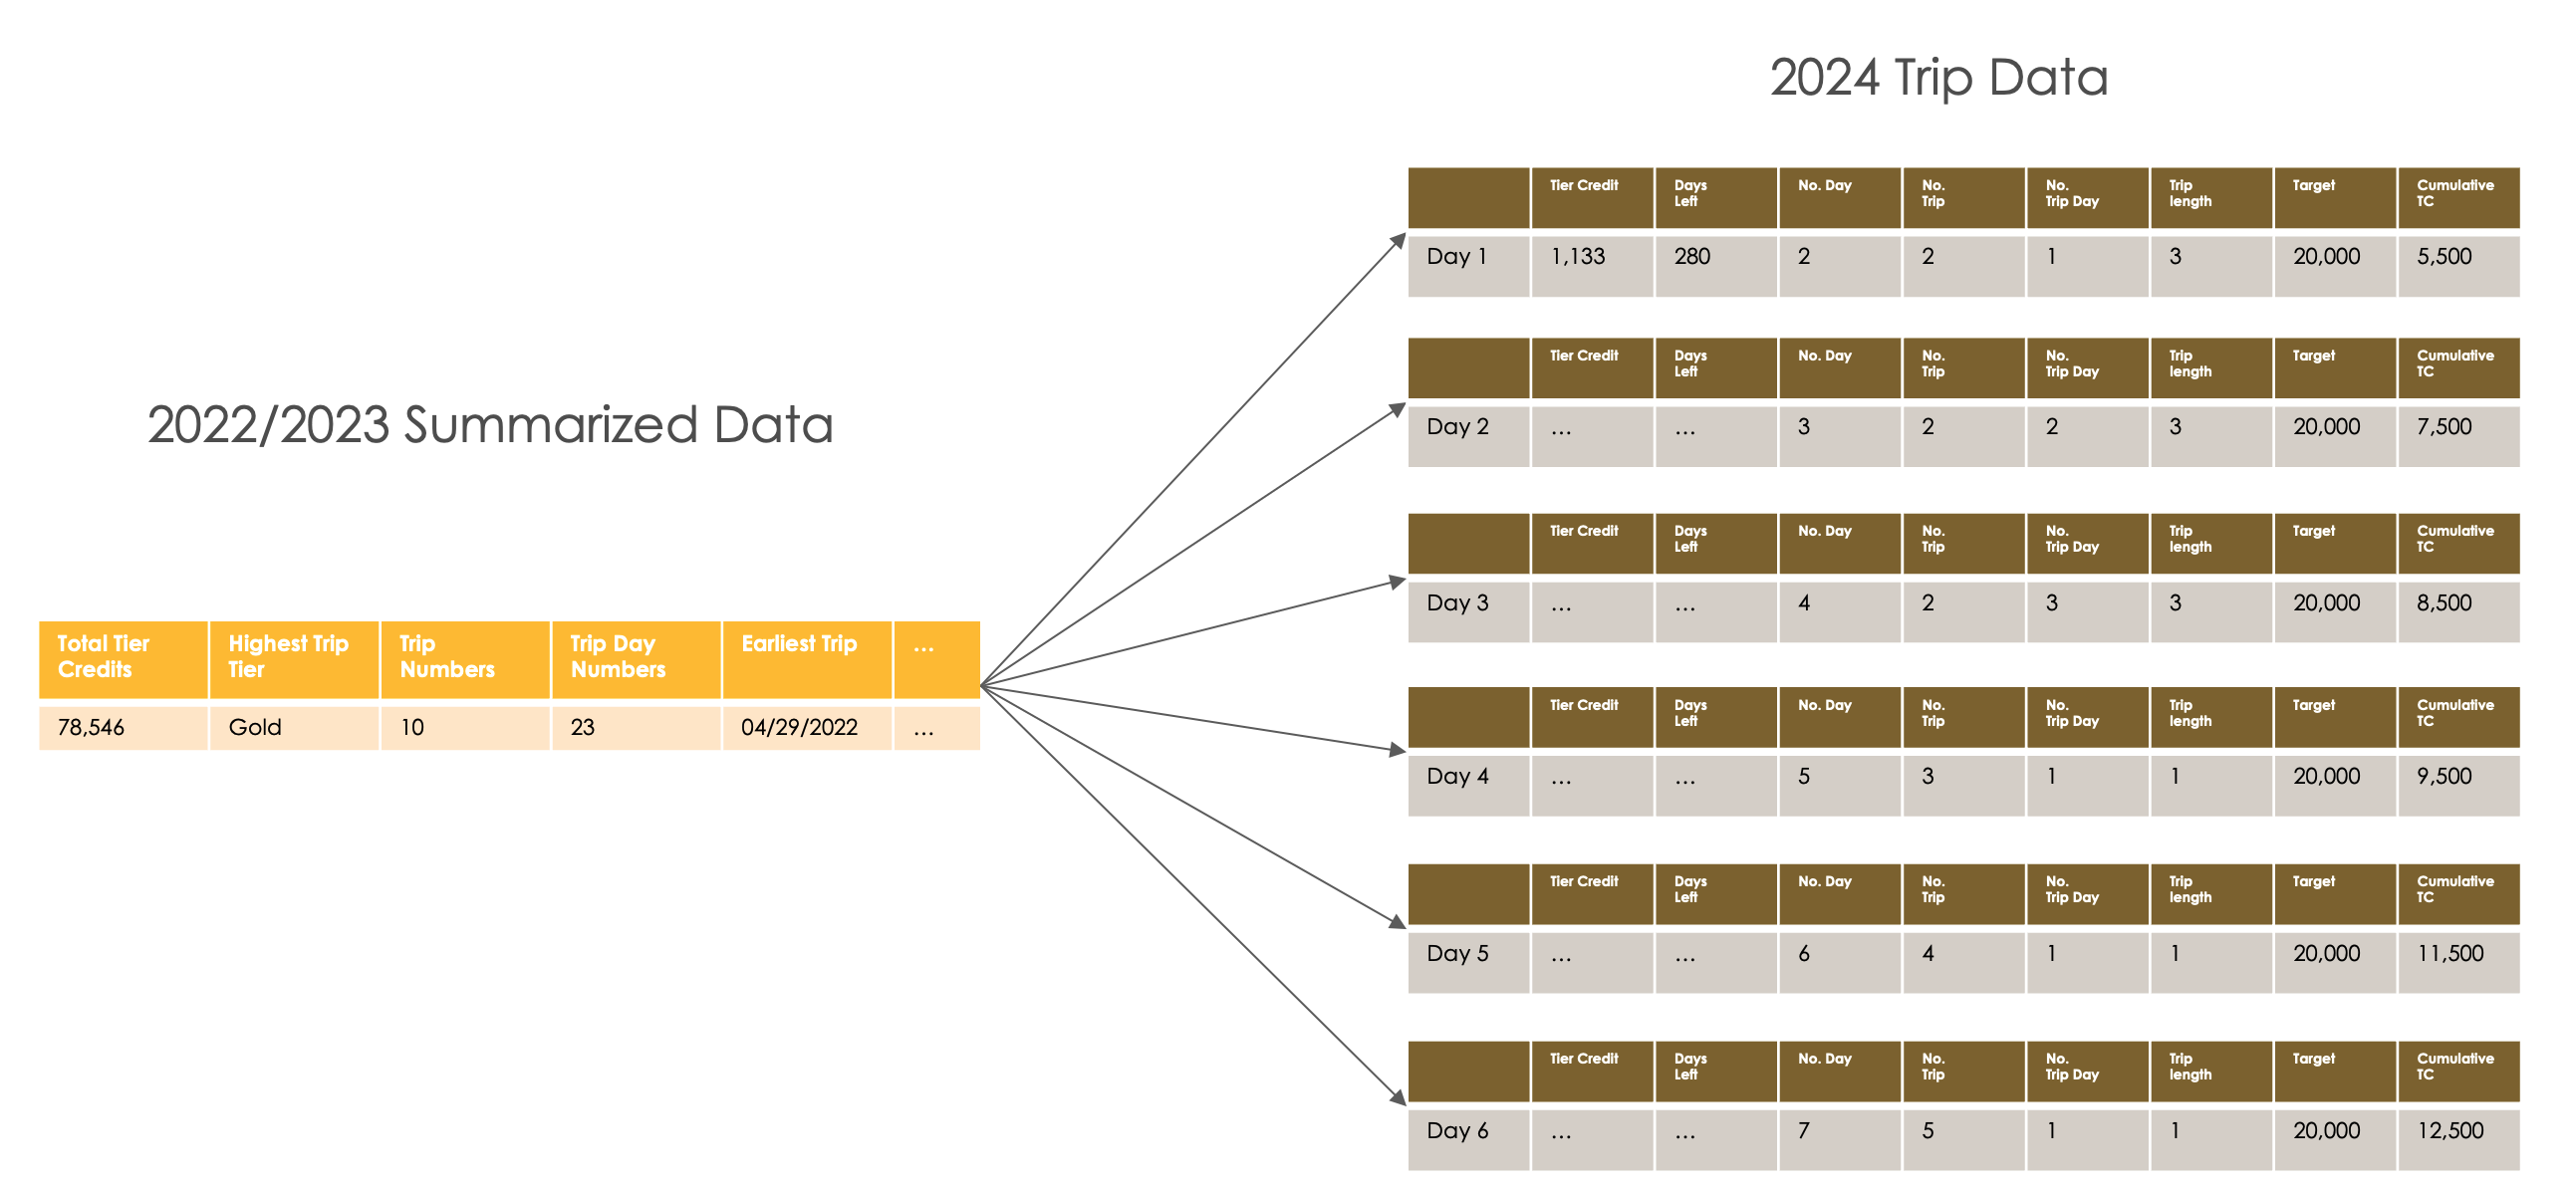 2024 Trip Data
Tier Credit Days Left No. Day No. Trip No. Trip Day Trip length Target Cumulative TC
Day 1 1,133 280 2 2 1 3 20,000 5,500
Tier Credit Days Left No. Day No. Trip No. Trip Day Trip length Target Cumulative TC
Day 2 ... ... 3 2 2 3 20,000 7,500
2022/2023 Summarized Data
Tier Credit Days Left No. Day No. Trip No. Trip Day Trip length Target Cumulative TC
Day 3 ... ... 4 2 3 3 20,000 8,500
Total Tier Credits Highest Trip Tier Trip Numbers Trip Day Numbers Earliest Trip ...
78,546 Gold 10 23 04/29/2022 ...
Tier Credit Days Left No. Day No. Trip No. Trip Day Trip length Target Cumulative TC
Day 4 ... ... 5 3 1 1 20,000 9,500
Tier Credit Days Left No. Day No. Trip No. Trip Day Trip length Target Cumulative TC
Day 5 ... ... 6 4 1 1 20,000 11,500
Tier Credit Days Left No. Day No. Trip No. Trip Day Trip length Target Cumulative TC
Day 6 ... ... 7 5 1 1 20,000 12,500